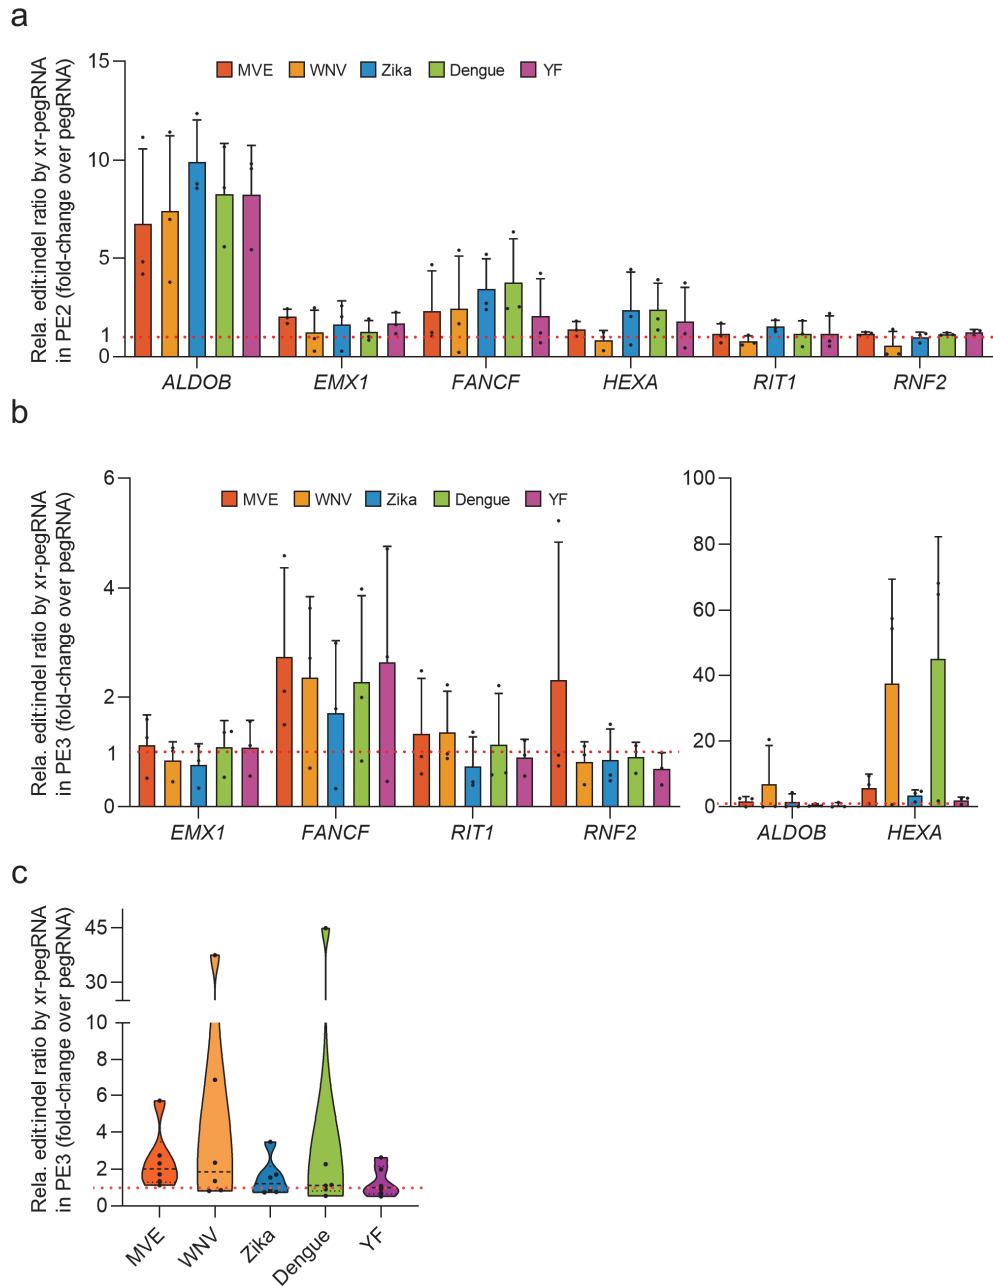 a
Rela. edit:indel ratio by xr-pegRNA
in PE2 (fold-change over pegRNA)
15
10
5
1
0
MVE WNV Zika Dengue YF
ALDOB EMX1 FANCF HEXA RIT1 RNF2
b
Rela. edit:indel ratio by xr-pegRNA
in PE3 (fold-change over pegRNA)
6
4
2
1
0
MVE WNV Zika Dengue YF
EMX1 FANCF RIT1 RNF2
100
80
60
40
20
0
ALDOB HEXA
c
Rela. edit:indel ratio by xr-pegRNA
in PE3 (fold-change over pegRNA)
45
30
10
8
6
4
2
1
0
MVE WNV Zika Dengue YF